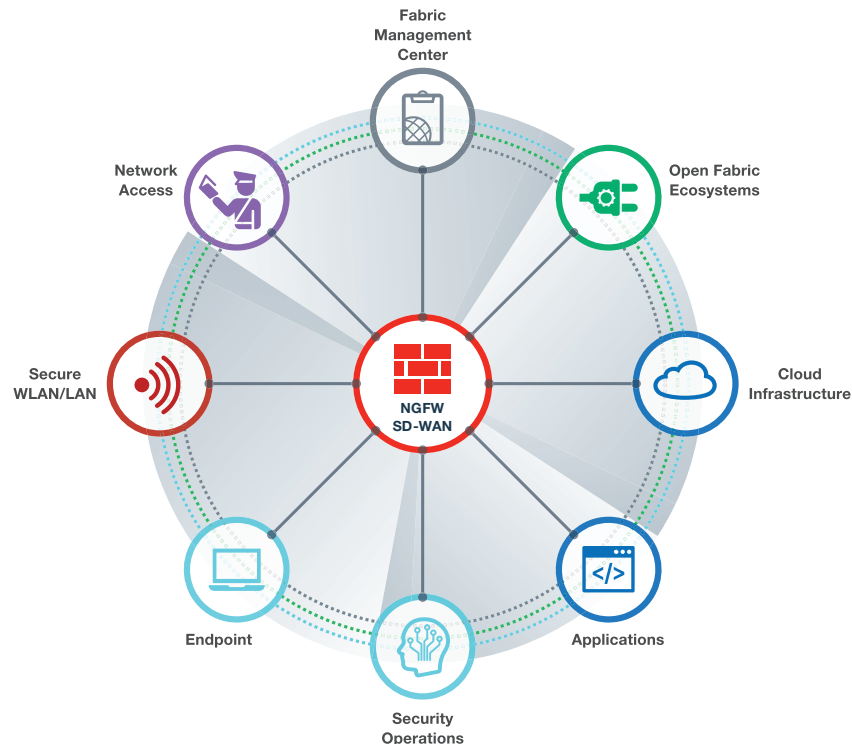 Fabric
Management
Center
Network
Access
Open Fabric
Ecosystems
Secure
WLAN/LAN
NGFW
SD-WAN
Cloud
Infrastructure
</>
Endpoint
Applications
Security
Operations